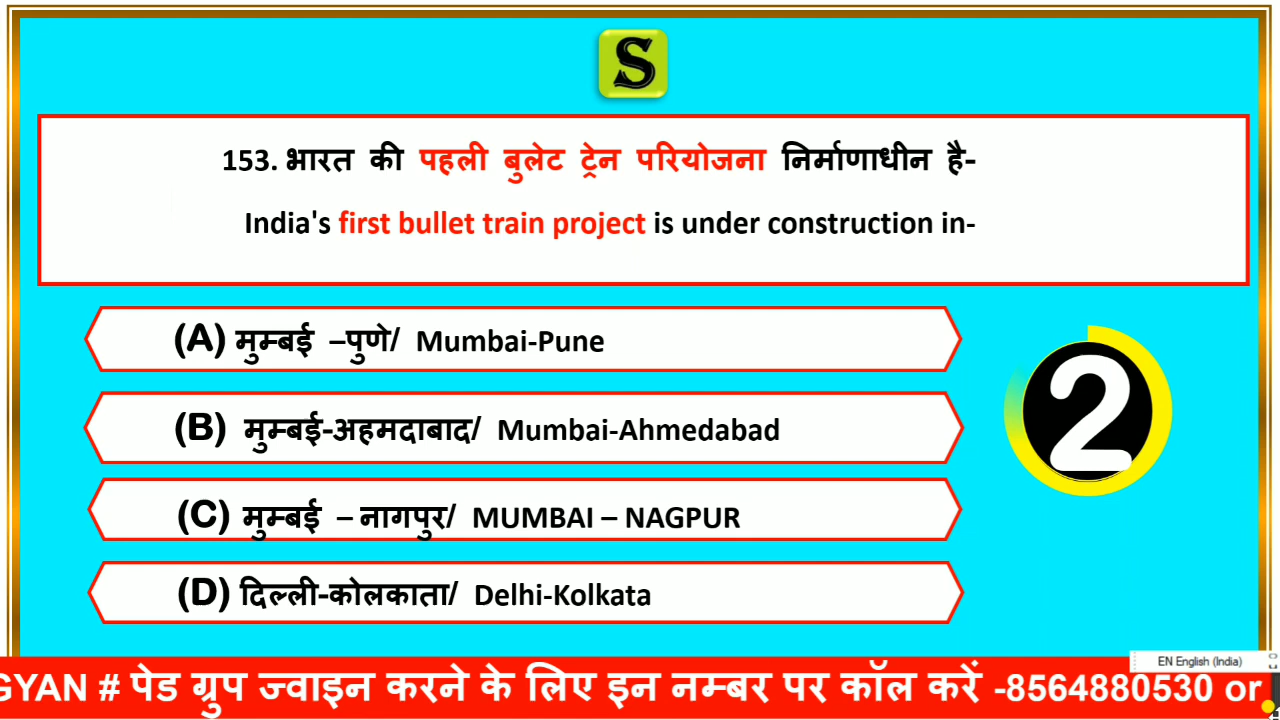 S
153. भारत की पहली बुलेट ट्रेन परियोजना निर्माणाधीन है-
India's first bullet train project is under construction in-
(A) मुम्बई –पुणे/ Mumbai-Pune
(B) मुम्बई-अहमदाबाद/ Mumbai-Ahmedabad
(C) मुम्बई – नागपुर/ MUMBAI – NAGPUR
(D) दिल्ली-कोलकाता/ Delhi-Kolkata
2
EN English (India)
GYAN # पेड ग्रुप ज्वाइन करने के लिए इन नम्बर पर कॉल करें -8564880530 or